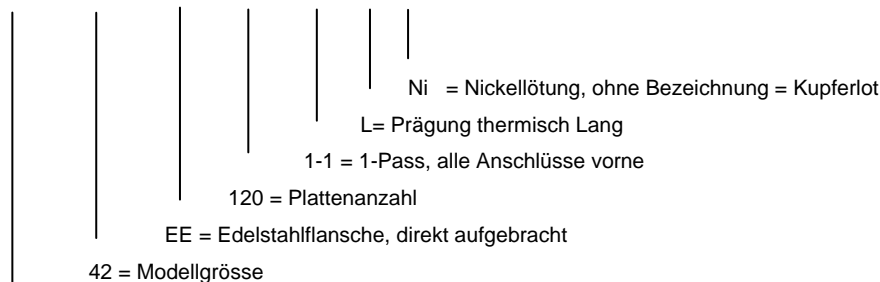 Ni = Nickellötung, ohne Bezeichnung = Kupferlot
L= Prägung thermisch Lang
1-1 = 1-Pass, alle Anschlüsse vorne
120 = Plattenanzahl
EE = Edelstahlflansche, direkt aufgebracht
42 = Modellgrösse